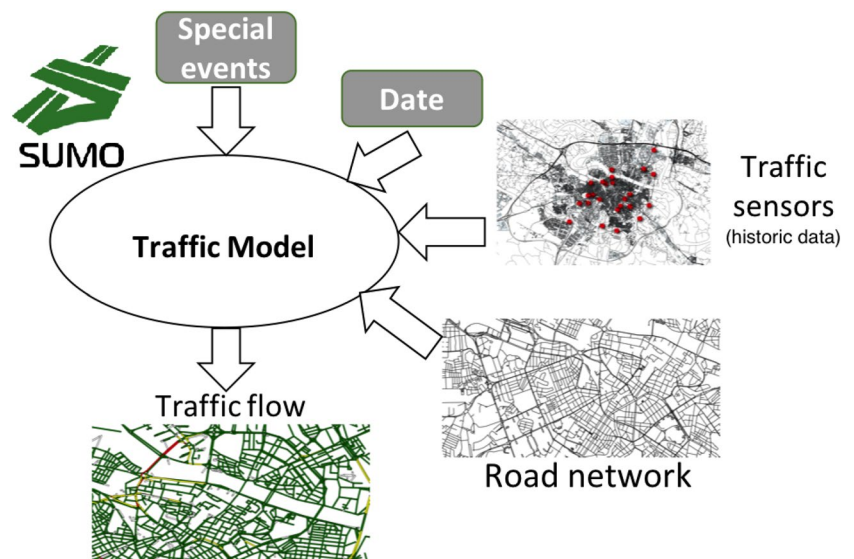 Special
events
Date
SUMO
Traffic
sensors
(historic data)
Traffic Model
Traffic flow
Road network